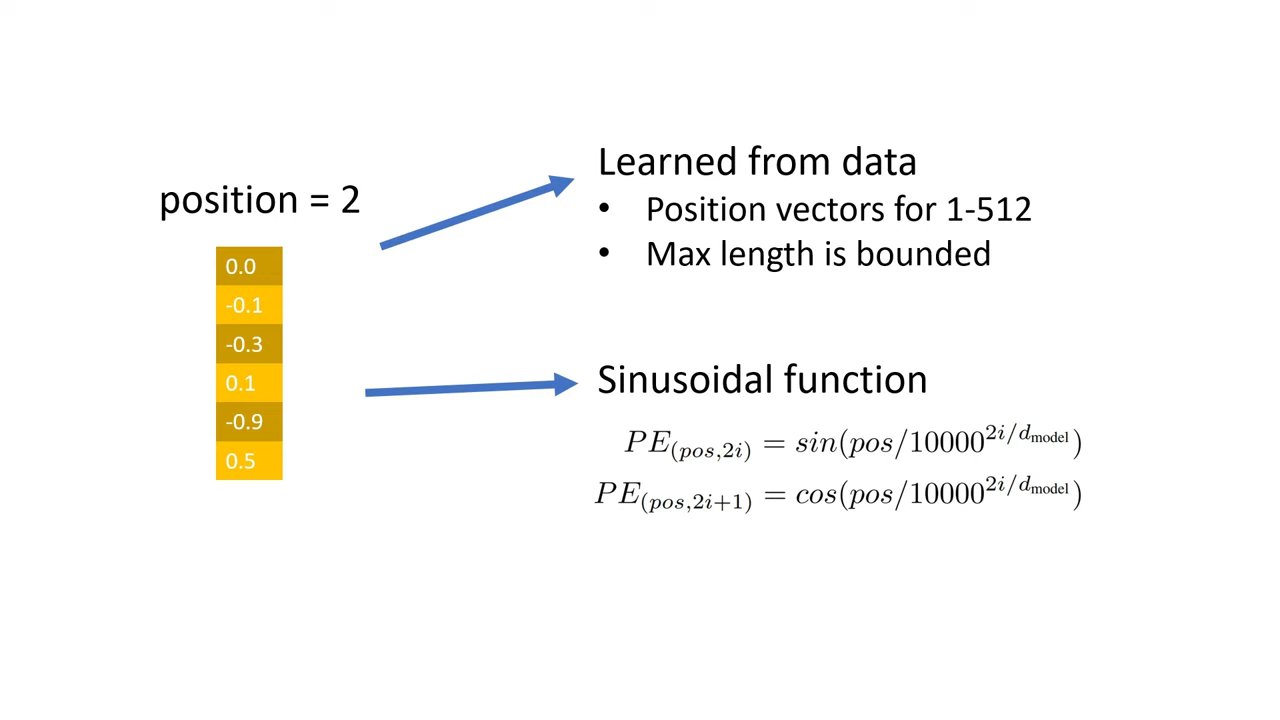 position = 2
0.0
-0.1
-0.3
0.1
-0.9
0.5
Learned from data
• Position vectors for 1-512
• Max length is bounded
Sinusoidal function
PE_(pos,2i) = sin(pos/10000^{2i/d_model})
PE_(pos,2i+1) = cos(pos/10000^{2i/d_model})